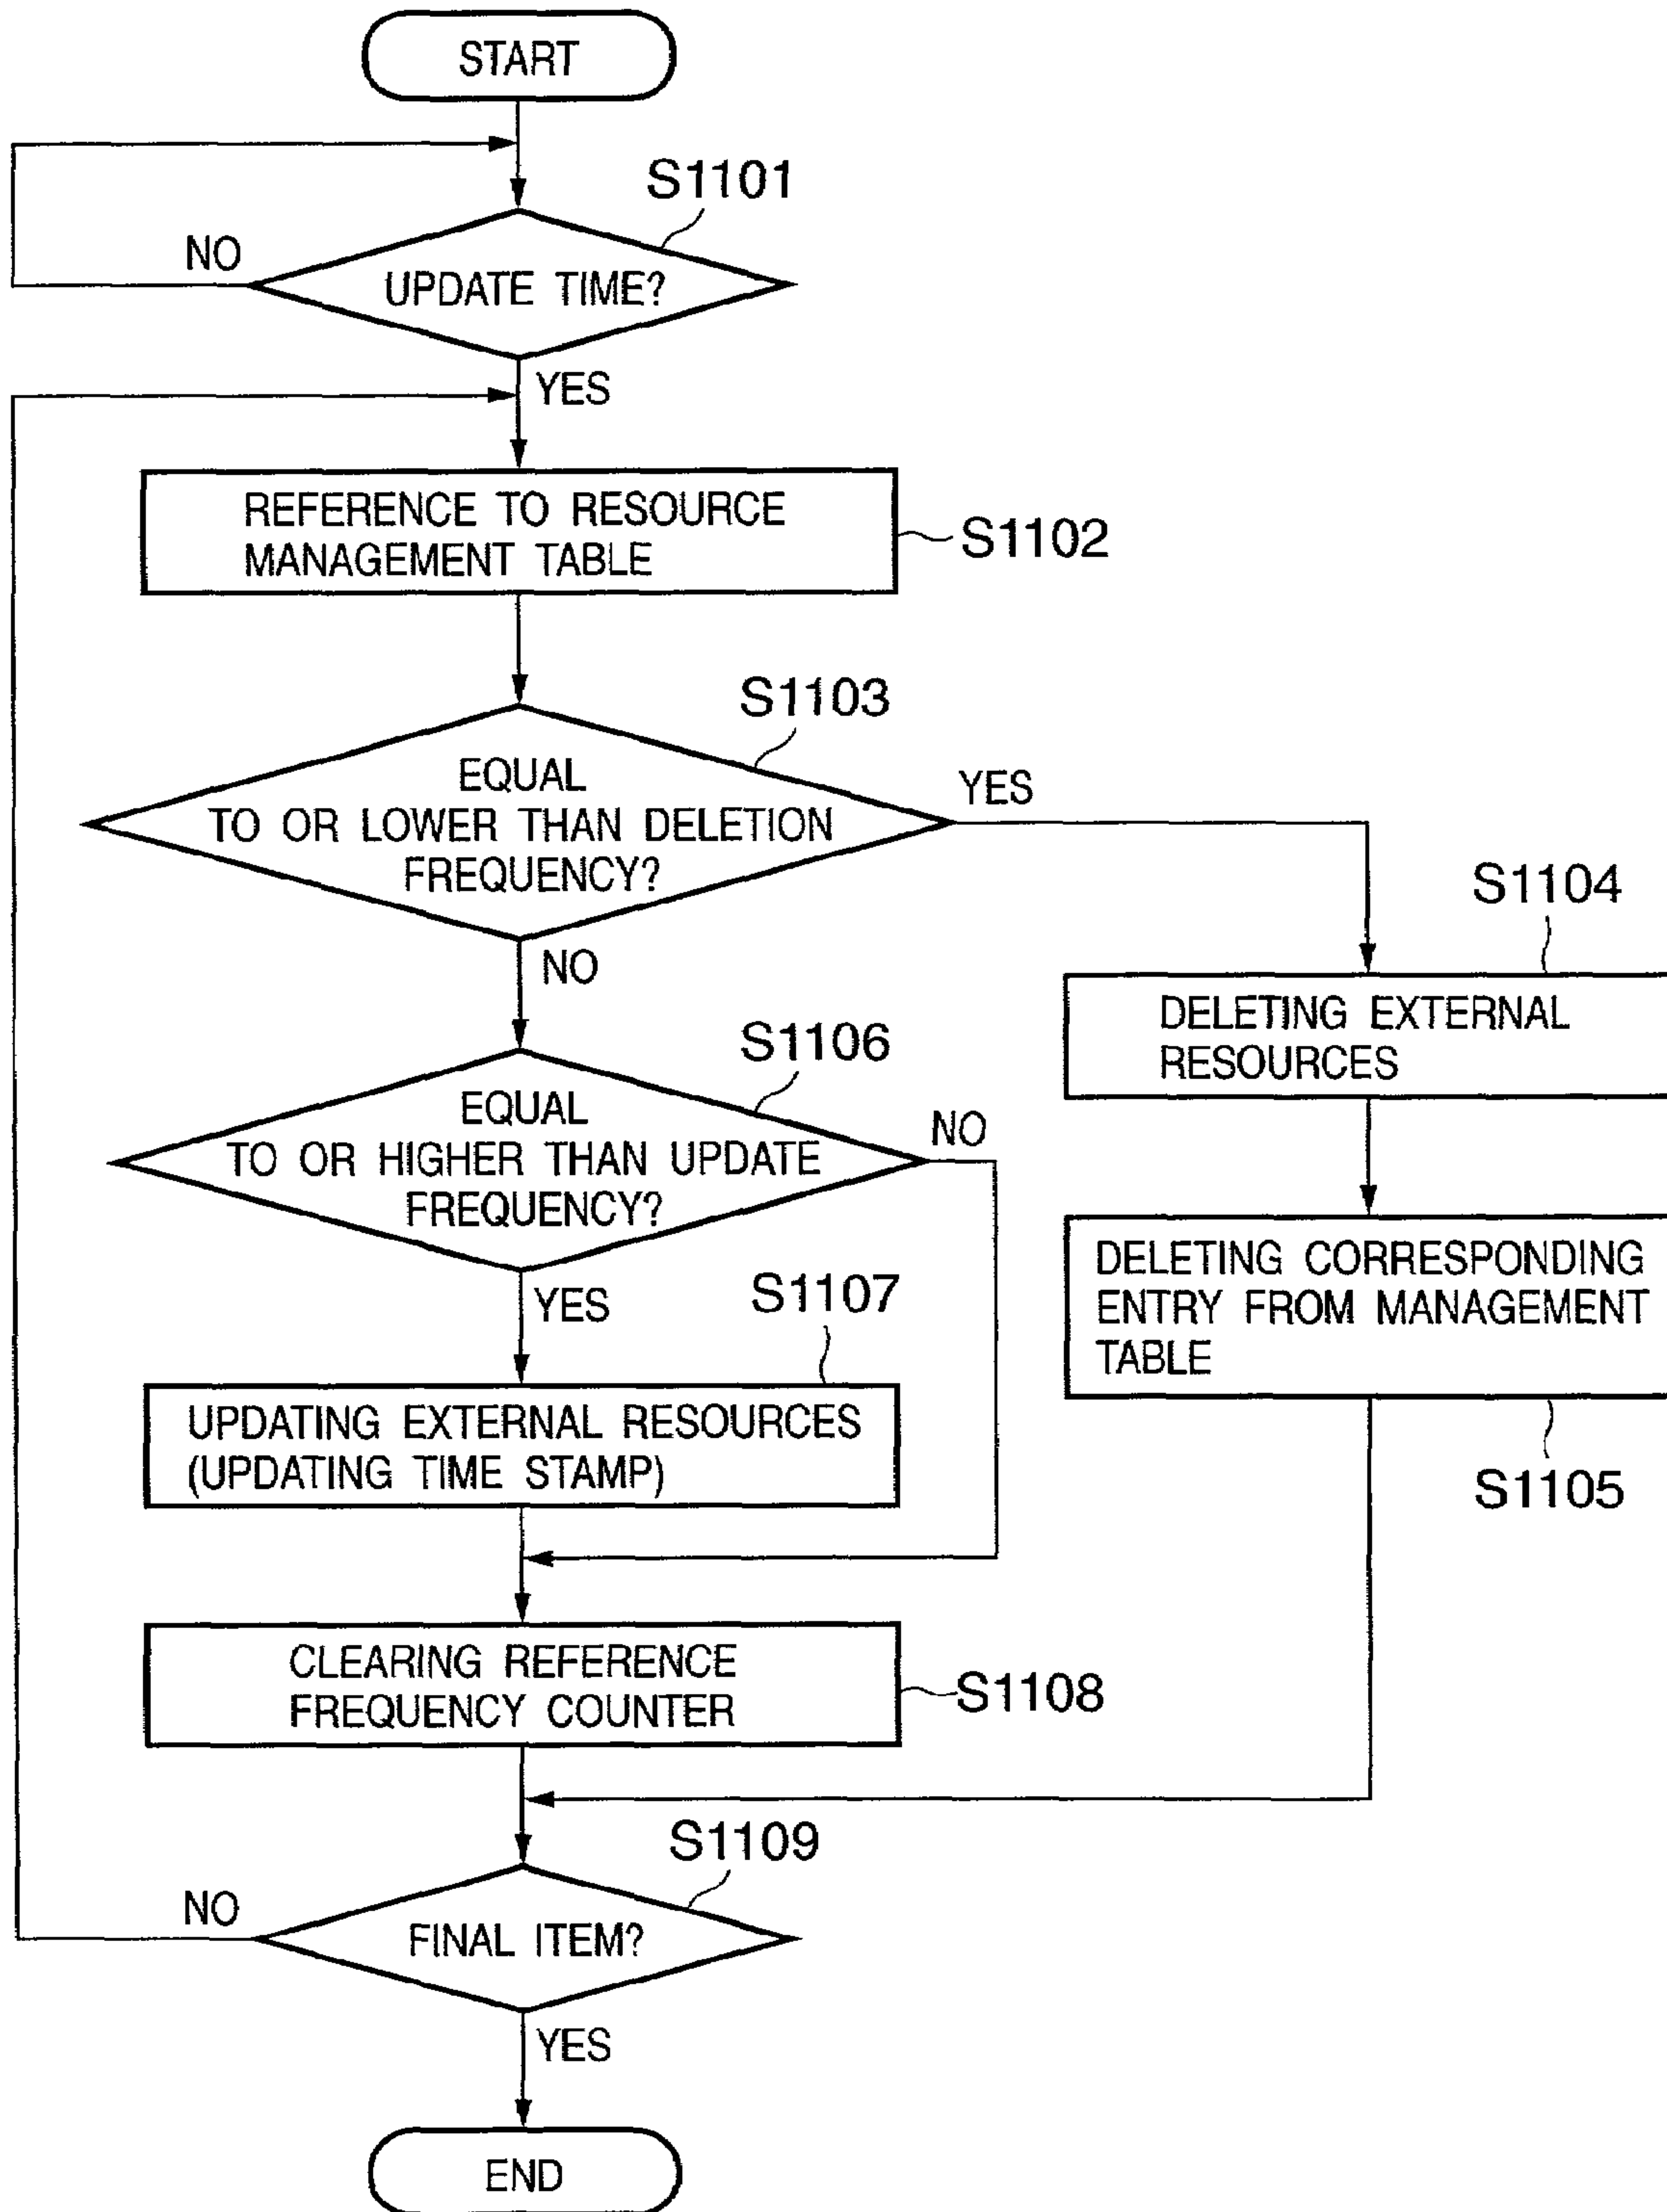 START
S1101
NO
UPDATE TIME?
YES
REFERENCE TO RESOURCE
MANAGEMENT TABLE
S1102
S1103
EQUAL
TO OR LOWER THAN DELETION
FREQUENCY?
YES
NO
S1104
DELETING EXTERNAL
RESOURCES
S1106
EQUAL
TO OR HIGHER THAN UPDATE
FREQUENCY?
NO
YES
DELETING CORRESPONDING
ENTRY FROM MANAGEMENT
TABLE
S1105
S1107
UPDATING EXTERNAL RESOURCES
(UPDATING TIME STAMP)
CLEARING REFERENCE
FREQUENCY COUNTER
S1108
S1109
NO
FINAL ITEM?
YES
END